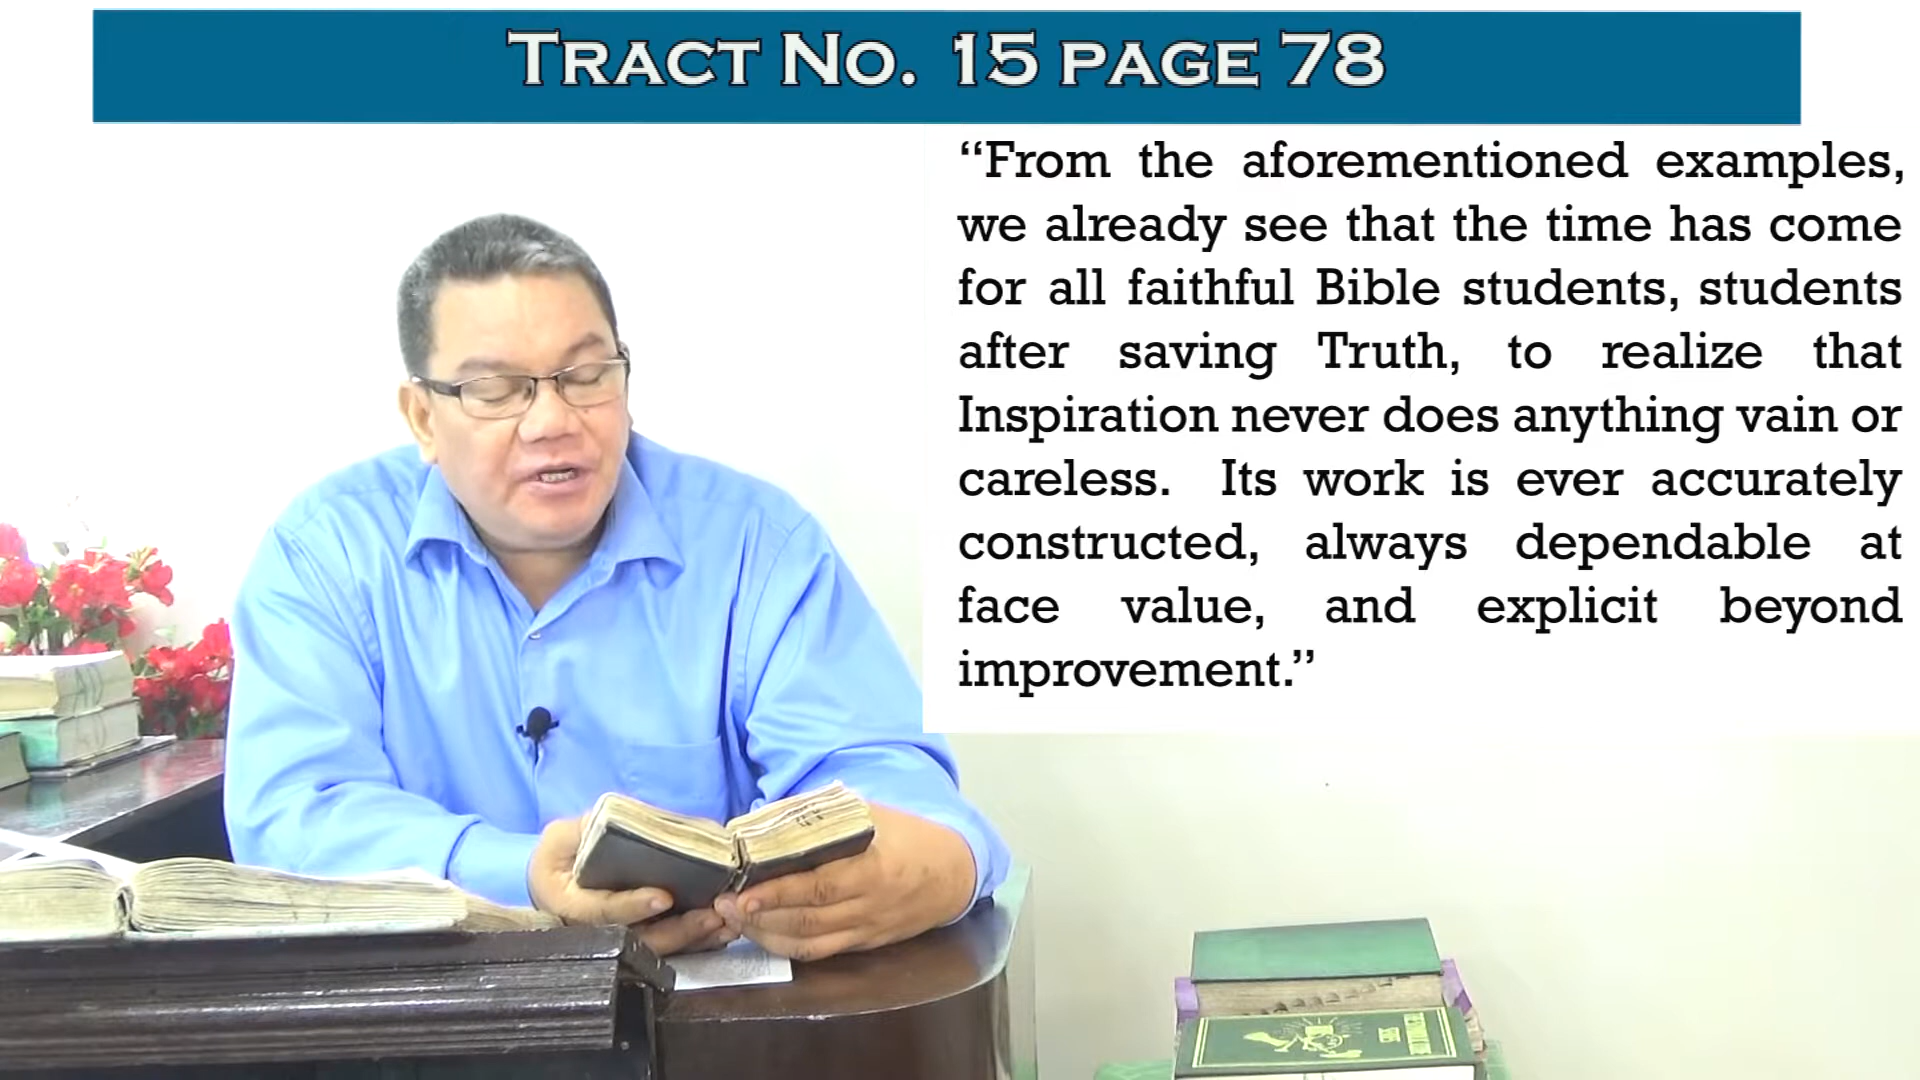 TRACT NO. 15 PAGE 78
“From the aforementioned examples,
we already see that the time has come
for all faithful Bible students, students
after saving Truth, to realize that
Inspiration never does anything vain or
careless. Its work is ever accurately
constructed, always dependable at
face value, and explicit beyond
improvement.”